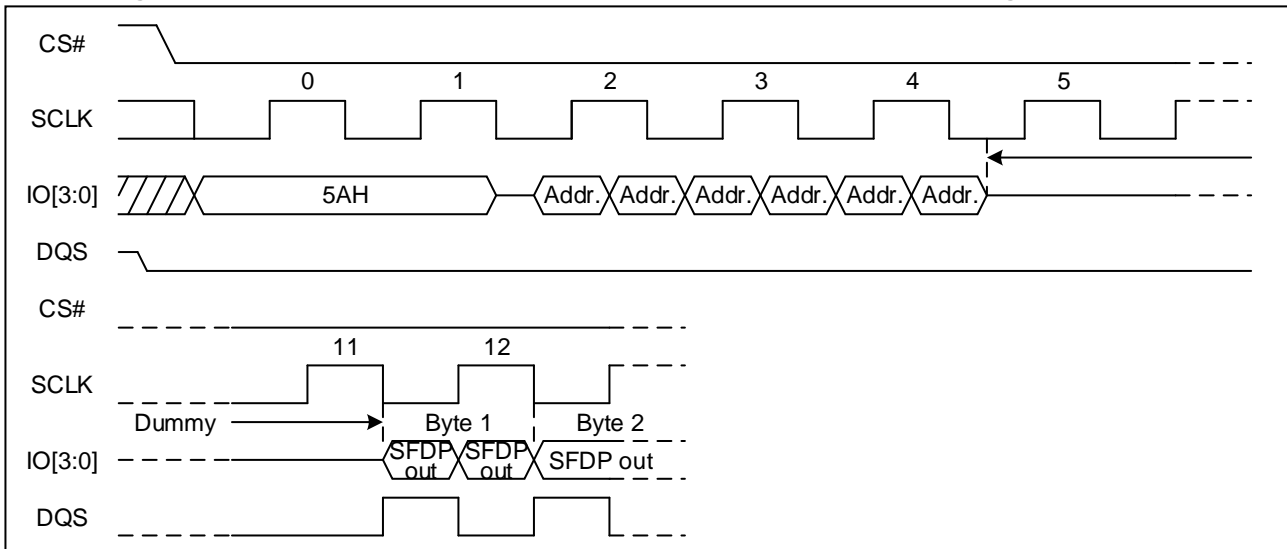 CS#
0 1 2 3 4 5
SCLK
IO[3:0] 5AH Addr. Addr. Addr. Addr. Addr. Addr.
DQS
CS#
11 12
SCLK
Dummy Byte 1 Byte 2
IO[3:0] SFDP out SFDP out SFDP out
DQS